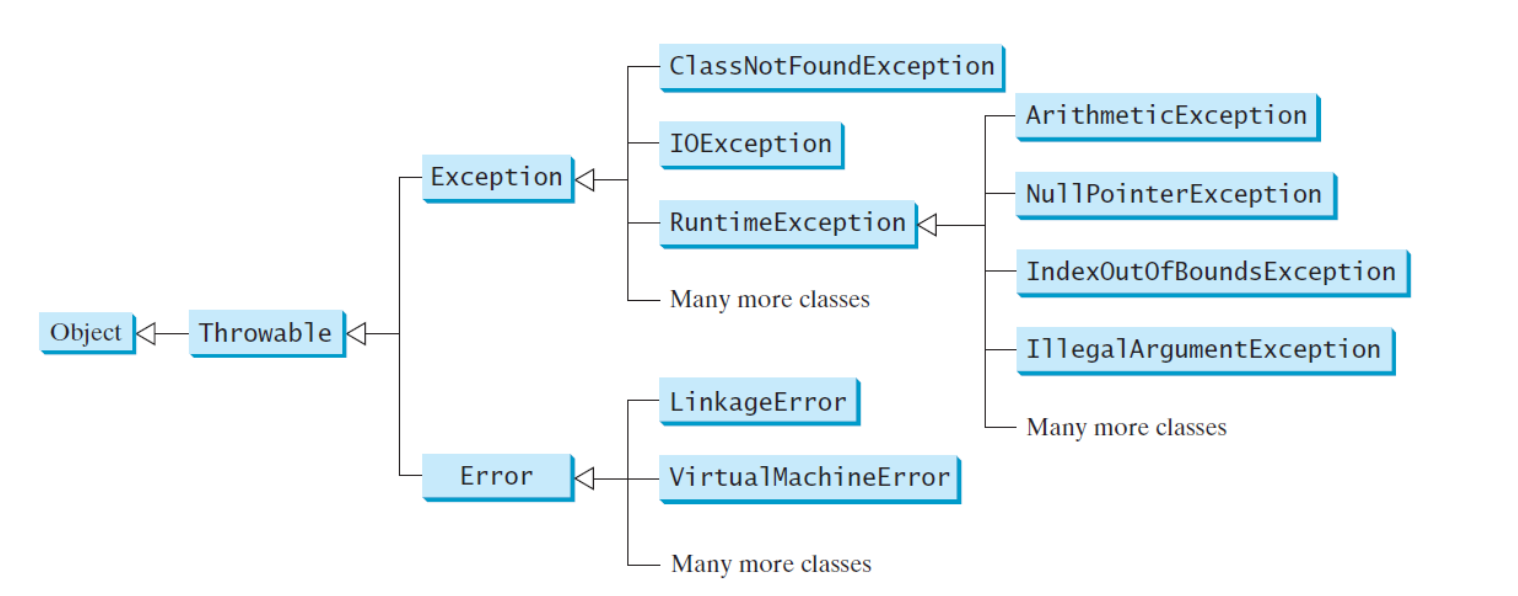 ClassNotFoundException
IOException
Exception
RuntimeException
Many more classes
ArithmeticException
NullPointerException
IndexOutOfBoundsException
IllegalArgumentException
Many more classes
Object
Throwable
LinkageError
Error
VirtualMachineError
Many more classes